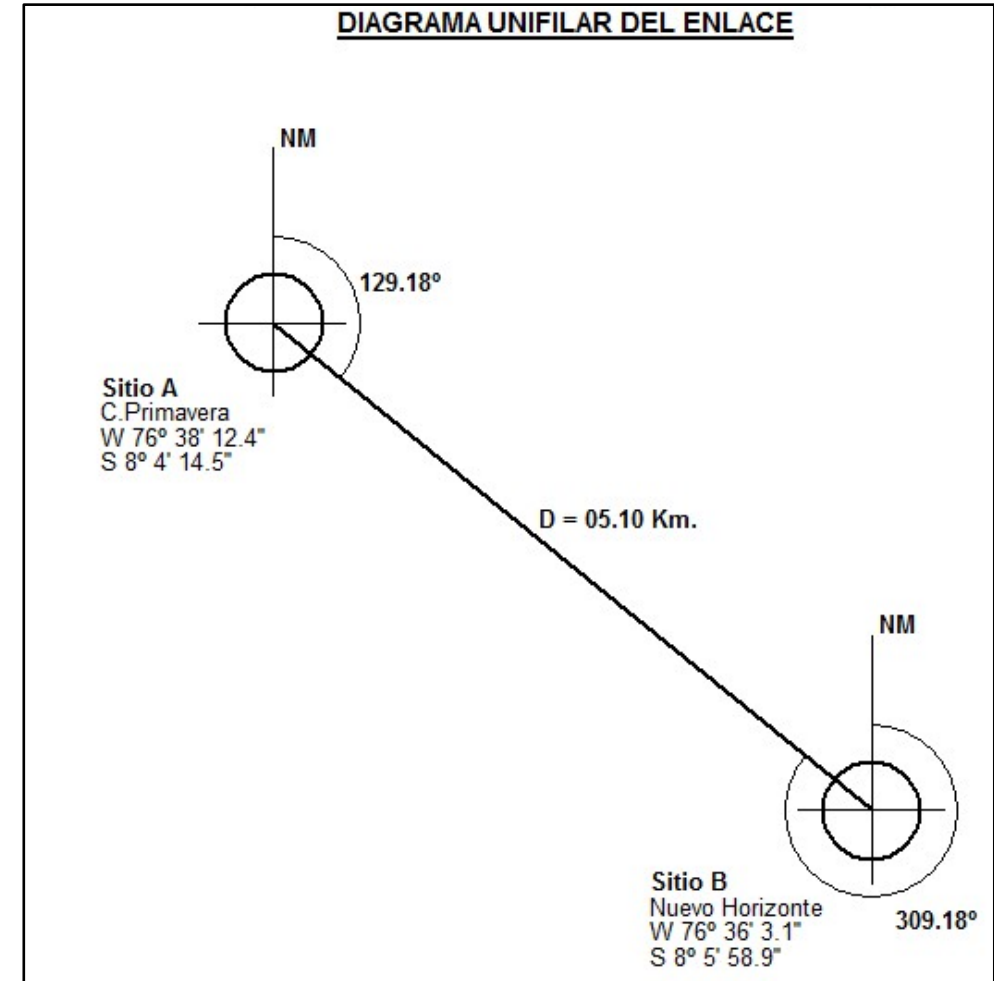 DIAGRAMA UNIFILAR DEL ENLACE
NM
129.18º
Sitio A
C.Primavera
W 76º 38' 12.4"
S 8º 4' 14.5"
D = 05.10 Km.
NM
Sitio B
Nuevo Horizonte
W 76º 36' 3.1"
S 8º 5' 58.9"
309.18º